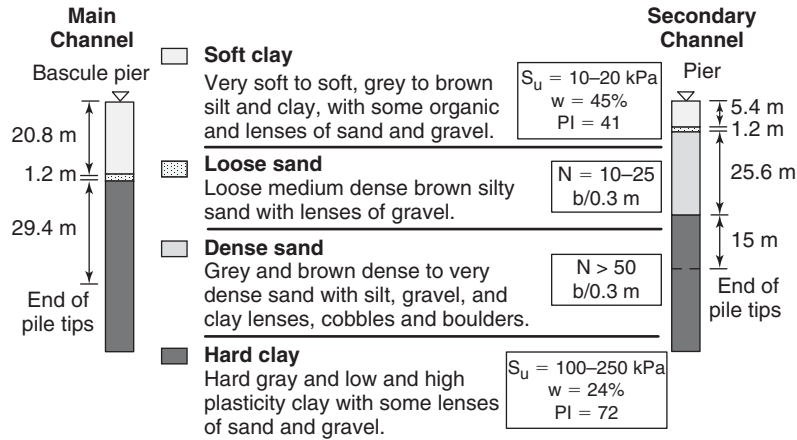 Main
Channel
Bascule pier
20.8 m
1.2 m
29.4 m
End of
pile tips
Soft clay
Very soft to soft, grey to brown
silt and clay, with some organic
and lenses of sand and gravel.
Su = 10–20 kPa
w = 45%
PI = 41
Loose sand
Loose medium dense brown silty
sand with lenses of gravel.
N = 10–25
b/0.3 m
Dense sand
Grey and brown dense to very
dense sand with silt, gravel, and
clay lenses, cobbles and boulders.
N > 50
b/0.3 m
Hard clay
Hard gray and low and high
plasticity clay with some lenses
of sand and gravel.
Su = 100–250 kPa
w = 24%
PI = 72
Secondary
Channel
Pier
5.4 m
1.2 m
25.6 m
15 m
End of
pile tips